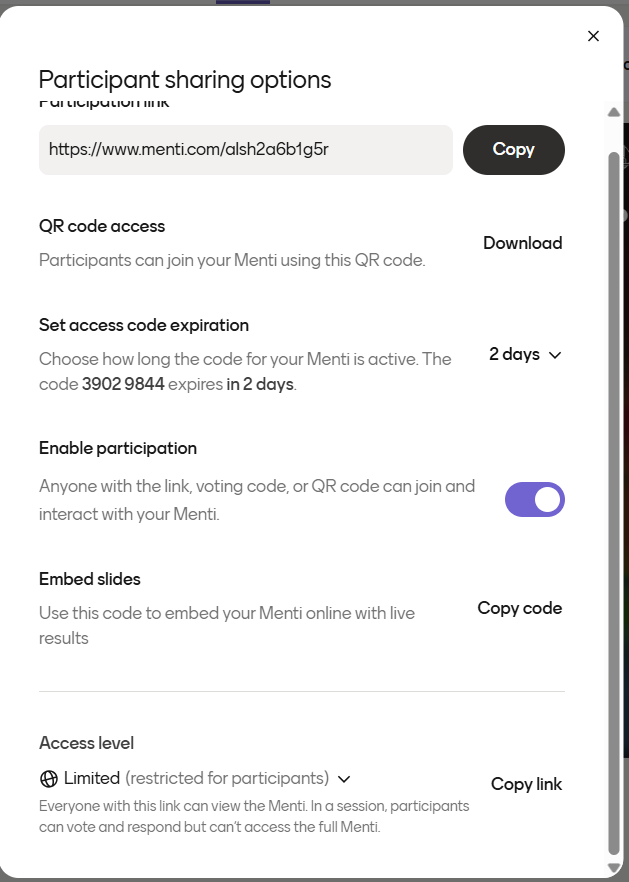 Participant sharing options
Participation link
https://www.menti.com/alsh2a6b1g5r
Copy
QR code access
Participants can join your Menti using this QR code.
Download
Set access code expiration
Choose how long the code for your Menti is active. The
code 3902 9844 expires in 2 days.
2 days
Enable participation
Anyone with the link, voting code, or QR code can join and
interact with your Menti.
Embed slides
Use this code to embed your Menti online with live
results
Copy code
Access level
Limited (restricted for participants)
Everyone with this link can view the Menti. In a session, participants
can vote and respond but can't access the full Menti.
Copy link